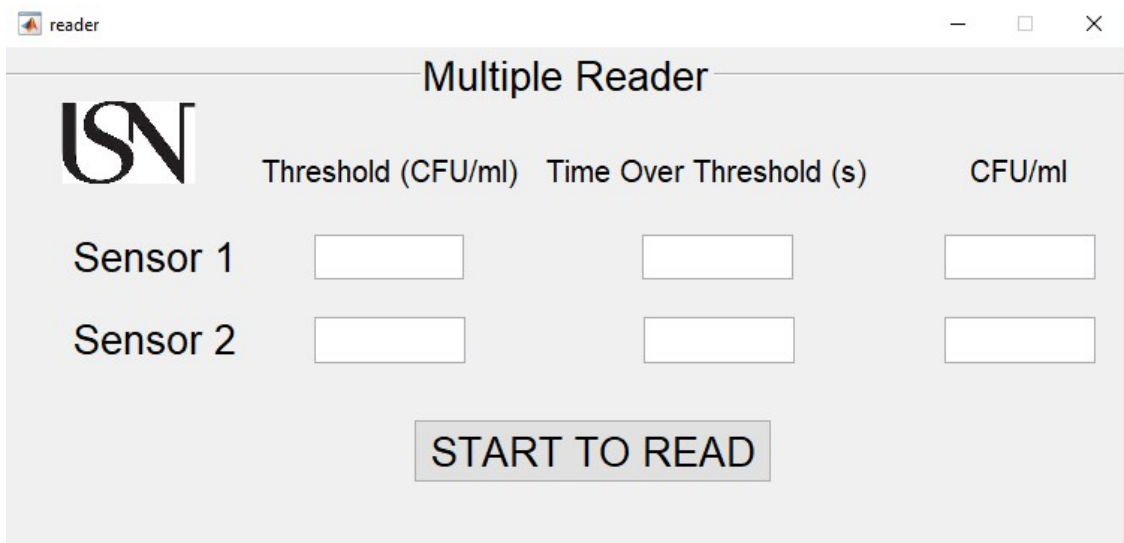 reader
Multiple Reader
USN
Threshold (CFU/ml) Time Over Threshold (s) CFU/ml
Sensor 1
Sensor 2
START TO READ